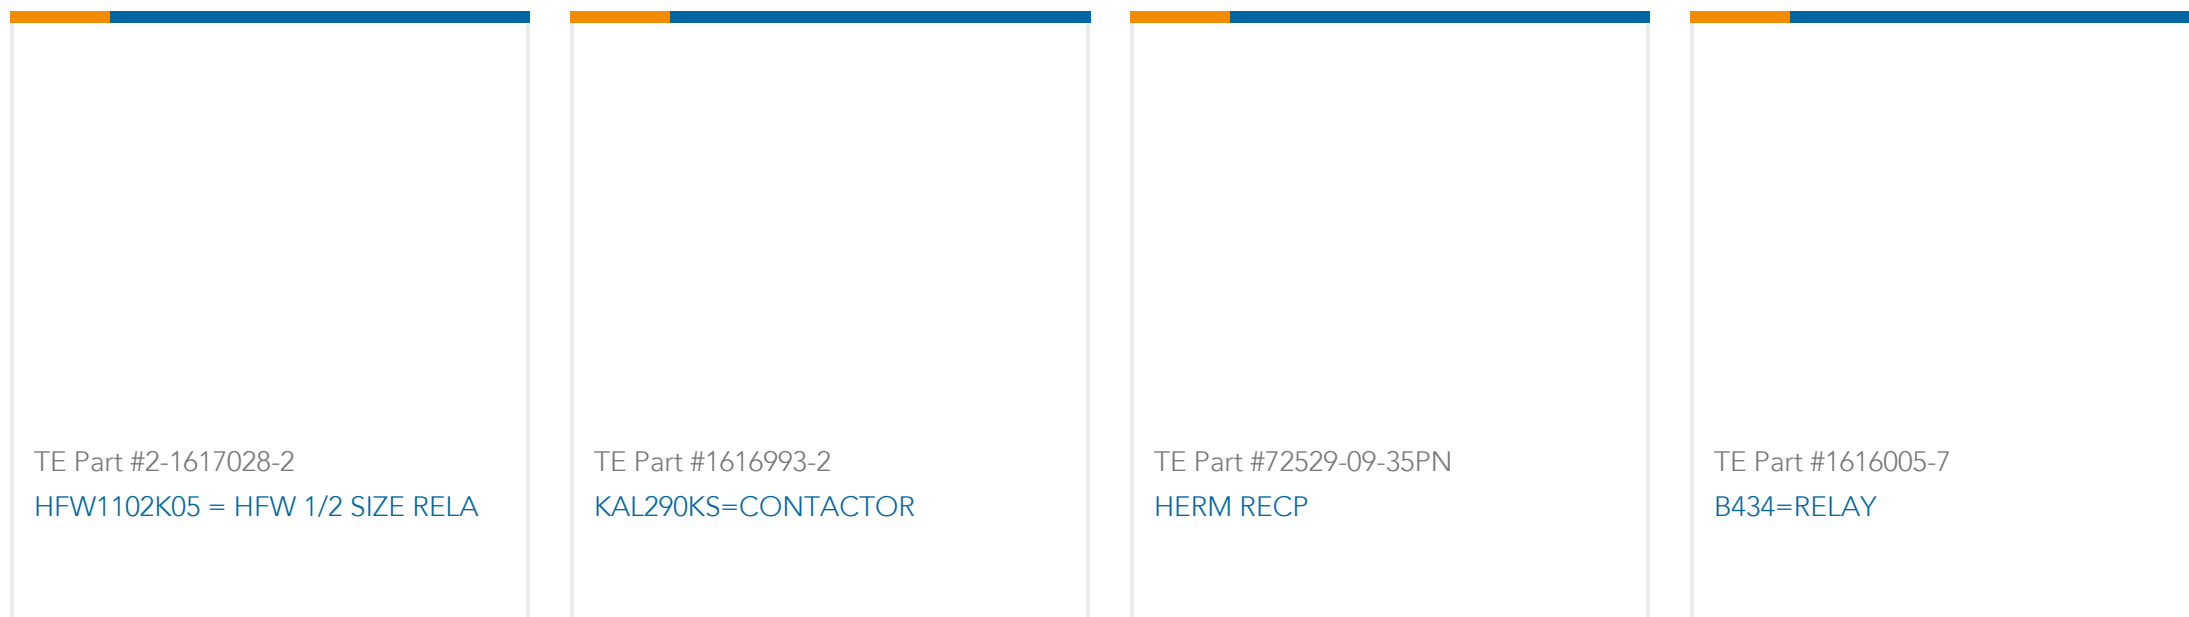 TE Part #2-1617028-2
HFW1102K05 = HFW 1/2 SIZE RELA
TE Part #1616993-2
KAL290KS=CONTACTOR
TE Part #72529-09-35PN
HERM RECP
TE Part #1616005-7
B434=RELAY